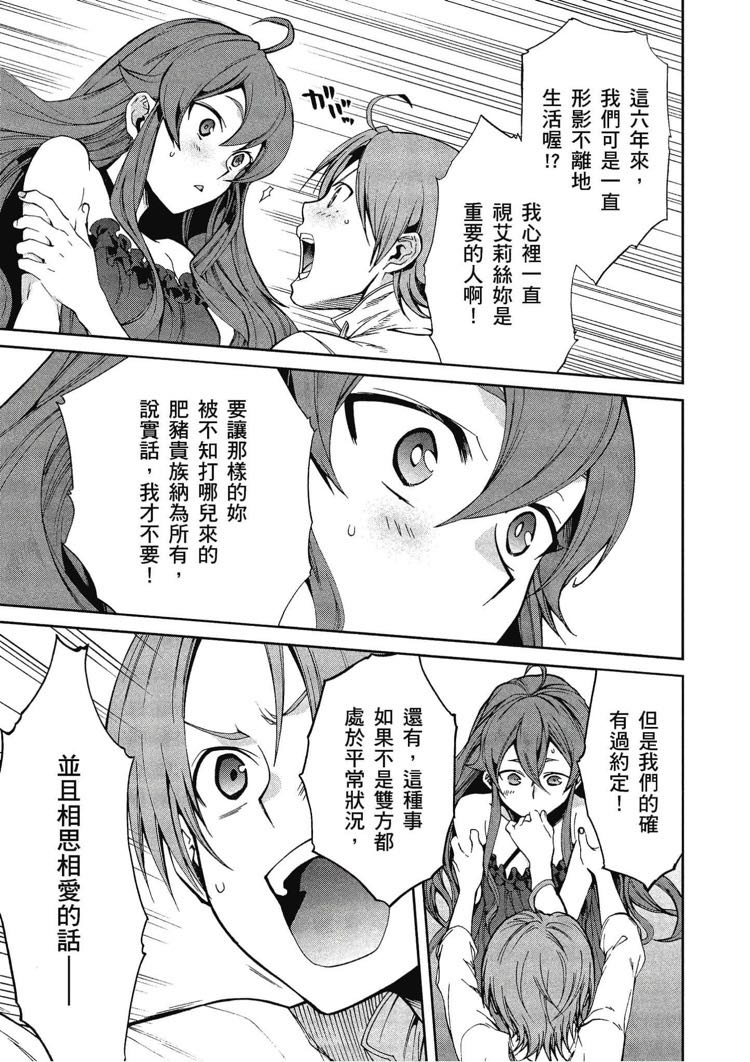 這六年來，
我們可是一直
形影不離地
生活喔!?
我心裡一直
視艾莉絲妳是
重要的人啊！
ガバッ
要讓那樣的妳
被不知打哪兒來的
肥豬貴族納為所有，
說實話，我才不要！
但是我們的確
有過約定！
還有，這種事
如果不是雙方都
處於平常狀況，
並且相思相愛的話——